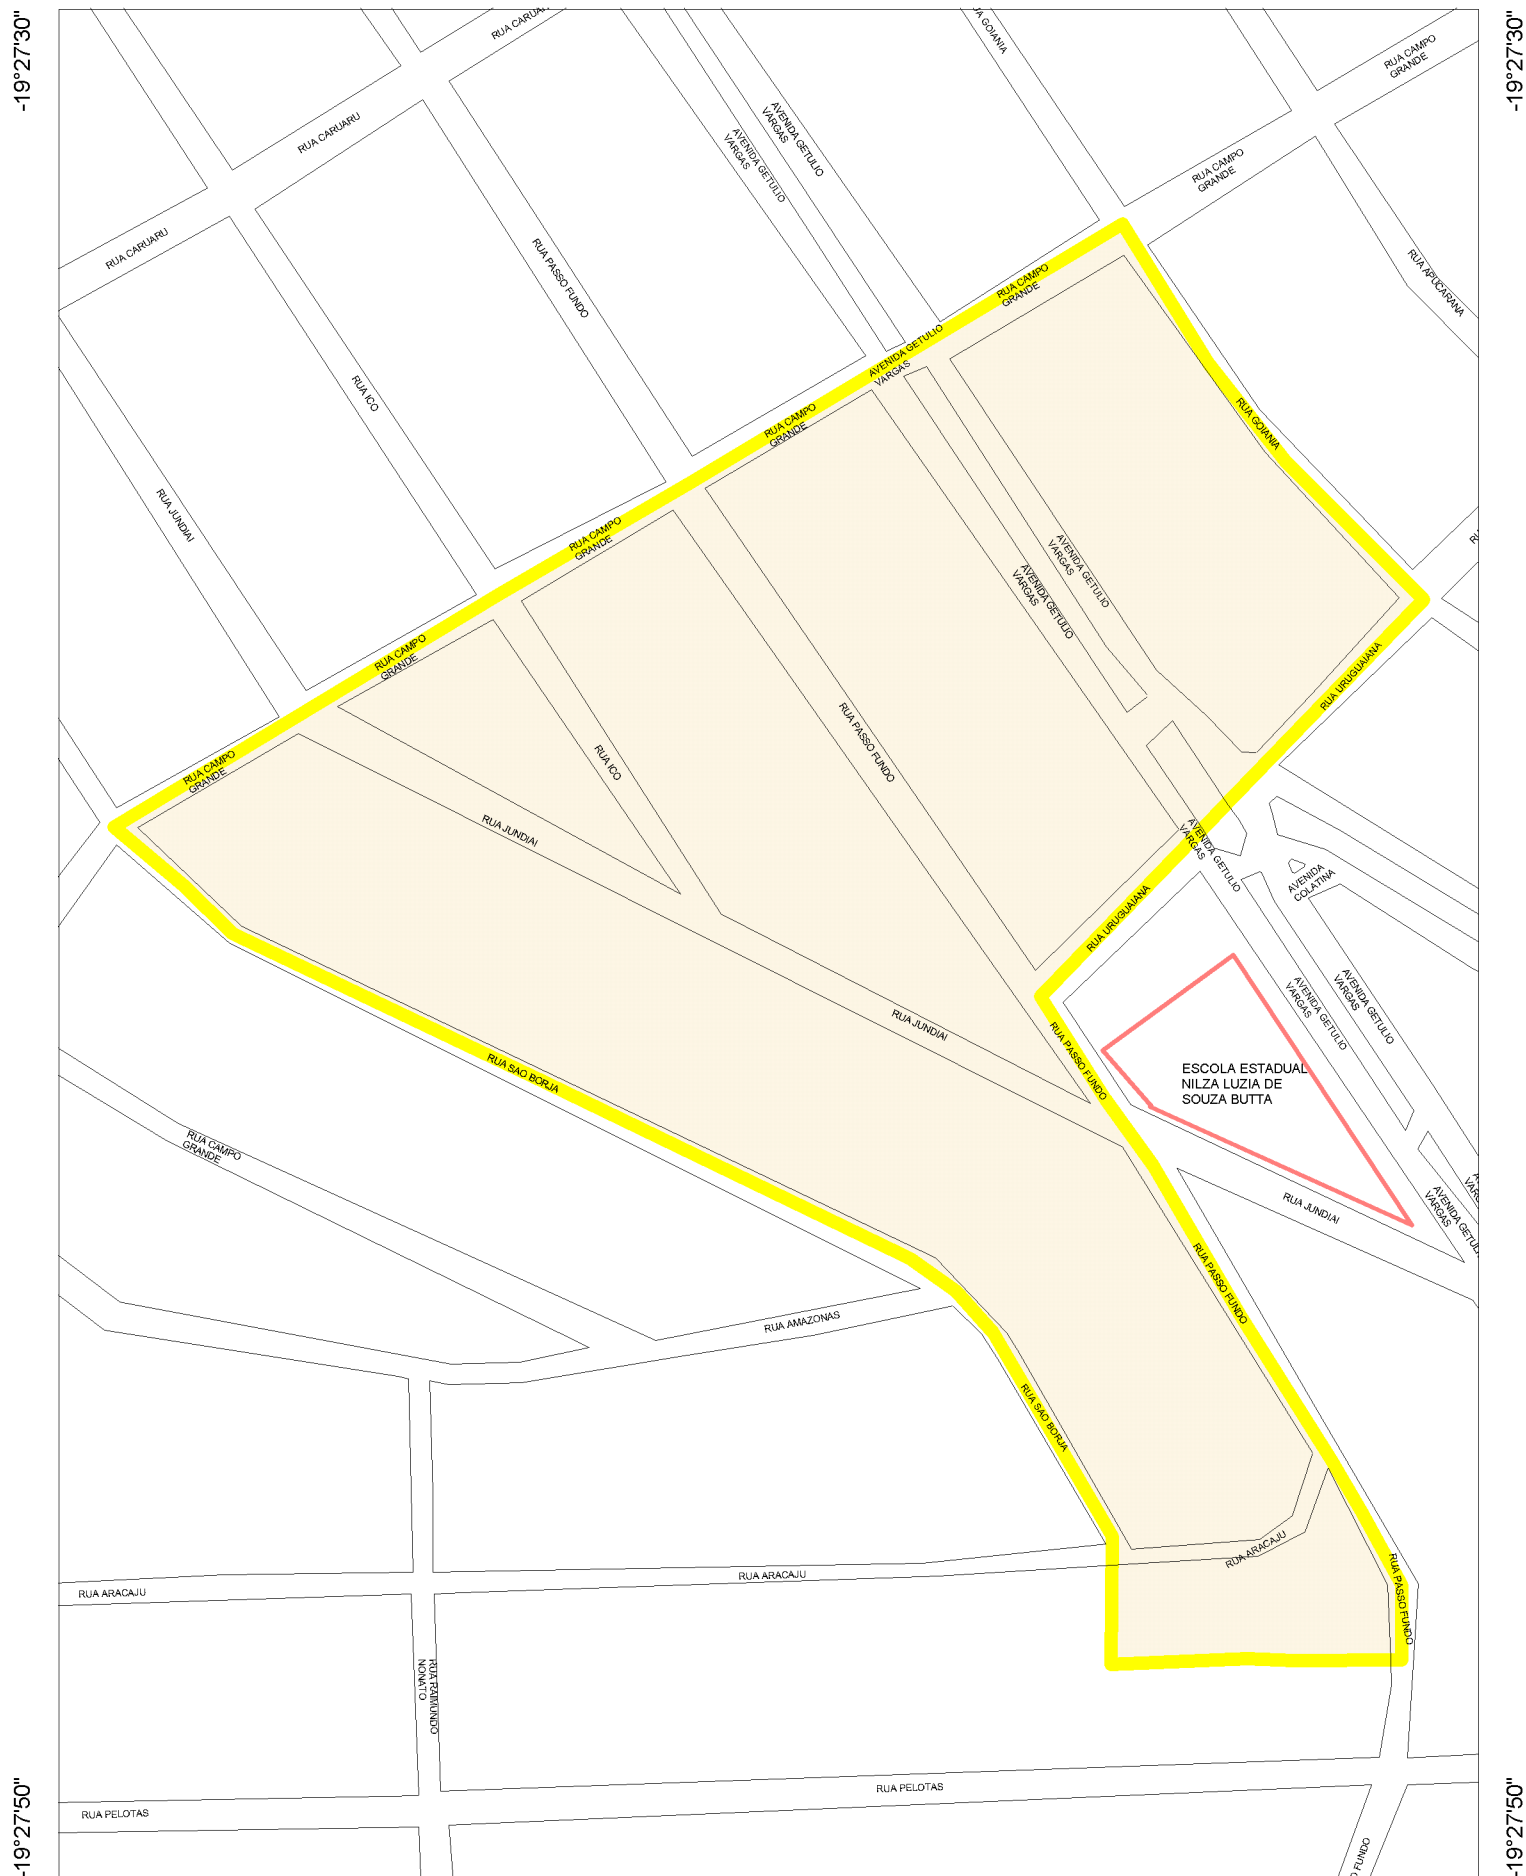 -19°27'30"
-19°27'30"
RUA GOIANIA
RUA CAMPO
GRANDE
RUA CARUARU
AVENIDA GETULIO
VARGAS
AVENIDA GETULIO
VARGAS
RUA CAMPO
GRANDE
RUA CARUARU
RUA PASSO FUNDO
RUA APUCARANA
RUA CAMPO
GRANDE
AVENIDA GETULIO
VARGAS
RUA ICO
RUA CAMPO
GRANDE
RUA GOIANIA
RUA JUNDIAI
RUA CAMPO
GRANDE
AVENIDA GETULIO
VARGAS
AVENIDA GETULIO
VARGAS
RUA CAMPO
GRANDE
RUA URUGUAIANA
RUA PASSO FUNDO
RUA ICO
RUA CAMPO
GRANDE
RUA JUNDIAI
AVENIDA GETULIO
VARGAS
AVENIDA
COLATINA
RUA URUGUAIANA
AVENIDA GETULIO
VARGAS
AVENIDA GETULIO
VARGAS
RUA JUNDIAI
RUA PASSO FUNDO
RUA SAO BORJA
ESCOLA ESTADUAL
NILZA LUZIA DE
SOUZA BUTTA
RUA CAMPO
GRANDE
RUA JUNDIAI
VARGAS
RUA PASSO FUNDO
RUA AMAZONAS
RUA SAO BORJA
RUA ARACAJU
RUA ARACAJU
RUA ARACAJU
RUA PASSO FUNDO
RUA RAIMUNDO
NONATO
RUA PELOTAS
RUA PELOTAS
FUNDO
-19°27'50"
-19°27'50"